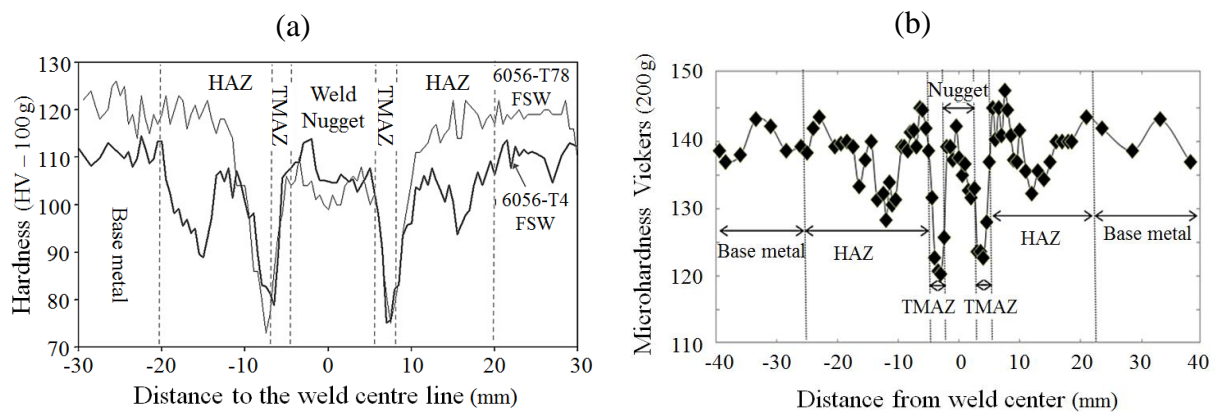 (a)
130
120
110
100
90
80
70
Hardness (HV – 100g)
HAZ
TMAZ
Weld
Nugget
TMAZ
HAZ
6056-T78
FSW
6056-T4
FSW
Base metal
-30
-20
-10
0
10
20
30
Distance to the weld centre line (mm)
(b)
150
140
130
120
110
Microhardness Vickers (200g)
Nugget
Base metal
HAZ
HAZ
Base metal
TMAZ
TMAZ
-40
-30
-20
-10
0
10
20
30
40
Distance from weld center (mm)